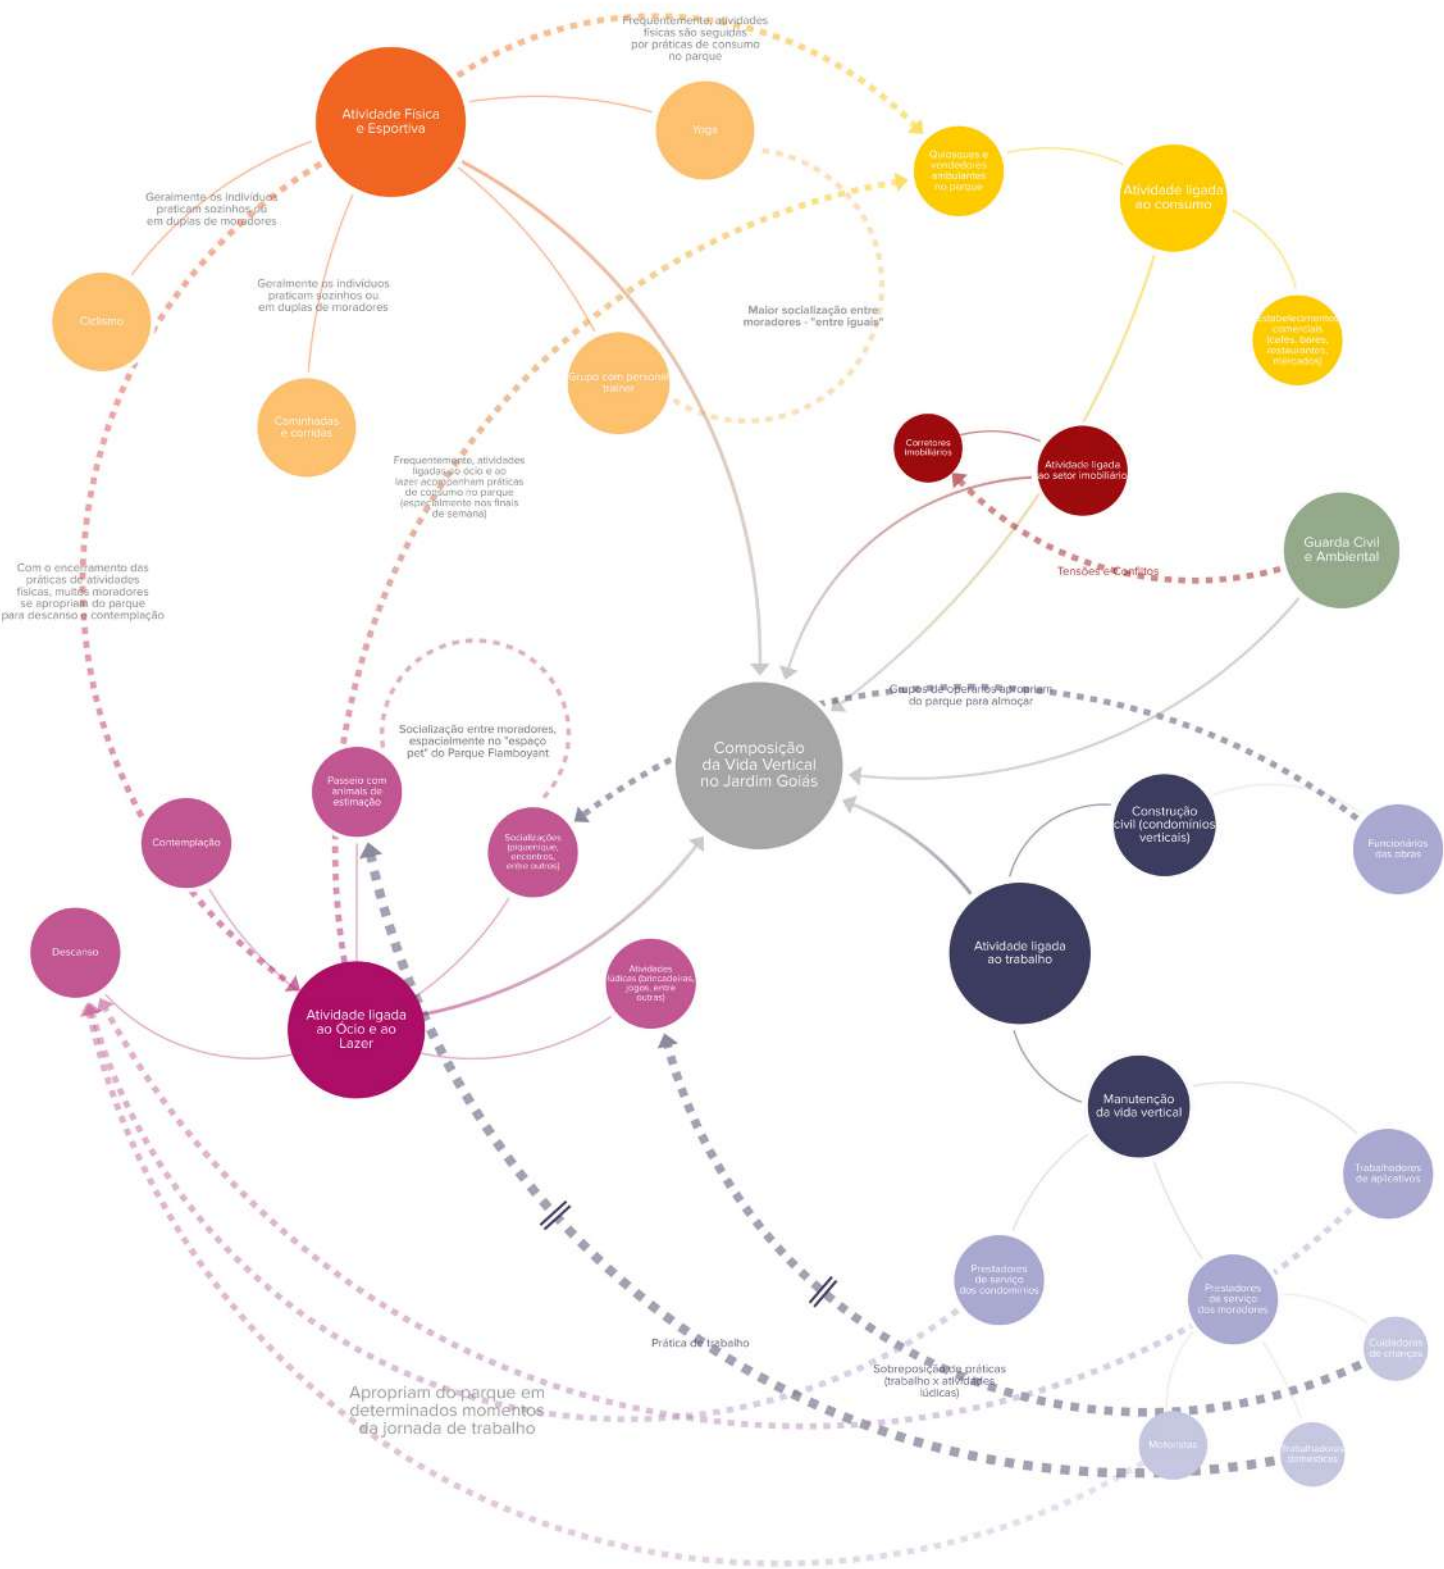 Frequentemente, atividades
físicas são seguidas
por práticas de consumo
no parque
Atividade Física
e Esportiva
Yoga
Quiosques e
vendedores
ambulantes
no parque
Atividade ligada
ao consumo
Geralmente os indivíduos
praticam sozinhos ou
em duplas de moradores
Geralmente os indivíduos
praticam sozinhos ou
em duplas de moradores
Ciclismo
Maior socialização entre
moradores - "entre iguais"
Estabelecimentos
comerciais
(cafés, bares,
restaurantes,
mercados)
Grupo com personal
trainer
Caminhadas
e corridas
Corretores
Imobiliários
Atividade ligada
ao setor imobiliário
Frequentemente, atividades
ligadas ao ócio e ao
lazer acompanham práticas
de consumo no parque
(especialmente nos finais
de semana)
Guarda Civil
e Ambiental
Tensões e Conflitos
Com o encerramento das
práticas de atividades
físicas, muitos moradores
se apropriam do parque
para descanso e contemplação
Grupos de operários apropriam
do parque para almoçar
Socialização entre moradores,
espacialmente no "espaço
pet" do Parque Flamboyant
Composição
da Vida Vertical
no Jardim Goiás
Passeio com
animais de
estimação
Contemplação
Socializações
(piquenique,
encontros,
entre outros)
Construção
civil (condomínios
verticais)
Funcionários
das obras
Descanso
Atividade ligada
ao trabalho
Atividades
lúdicas (brincadeiras,
jogos, entre
outras)
Atividade ligada
ao Ócio e ao
Lazer
Manutenção
da vida vertical
Trabalhadores
de aplicativos
Prestadores
de serviço
dos condomínios
Prestadores
de serviço
dos moradores
Cuidadores
de crianças
Prática de trabalho
Sobreposição de práticas
(trabalho x atividades
lúdicas)
Apropriam do parque em
determinados momentos
da jornada de trabalho
Motoristas
Trabalhadores
domésticos